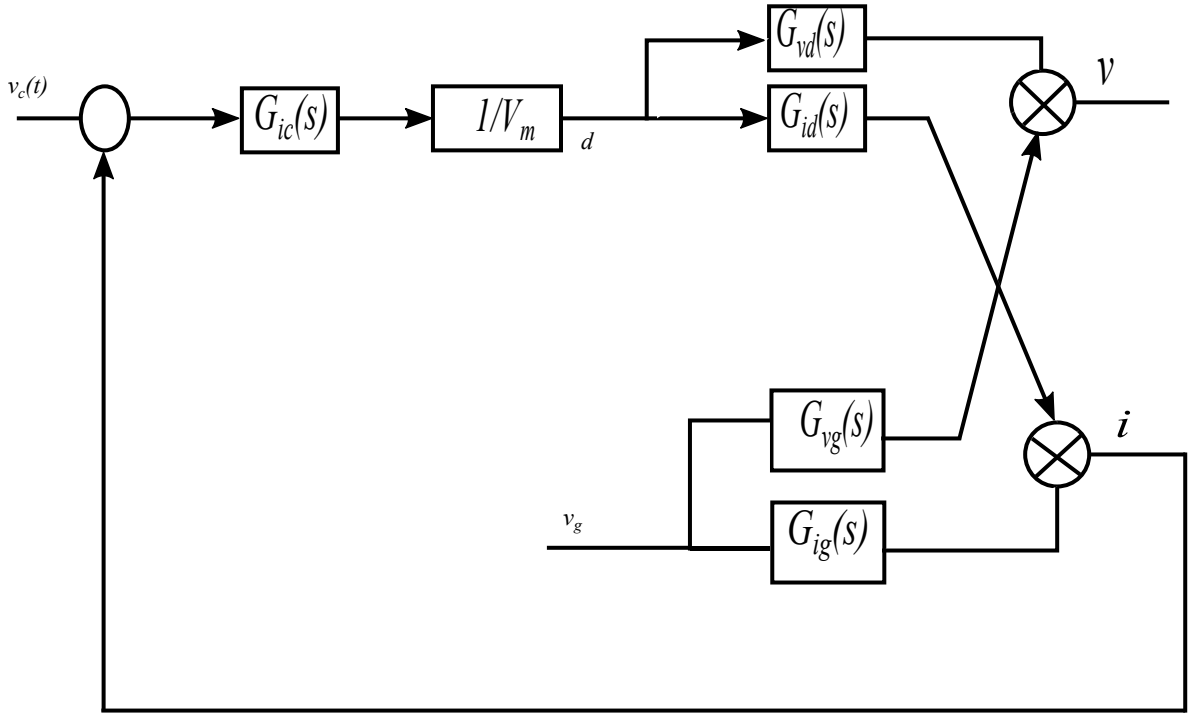 G_vd(s)
v
v_c(t)
G_ic(s)
1/V_m
d
G_id(s)
G_vg(s)
i
v_g
G_ig(s)